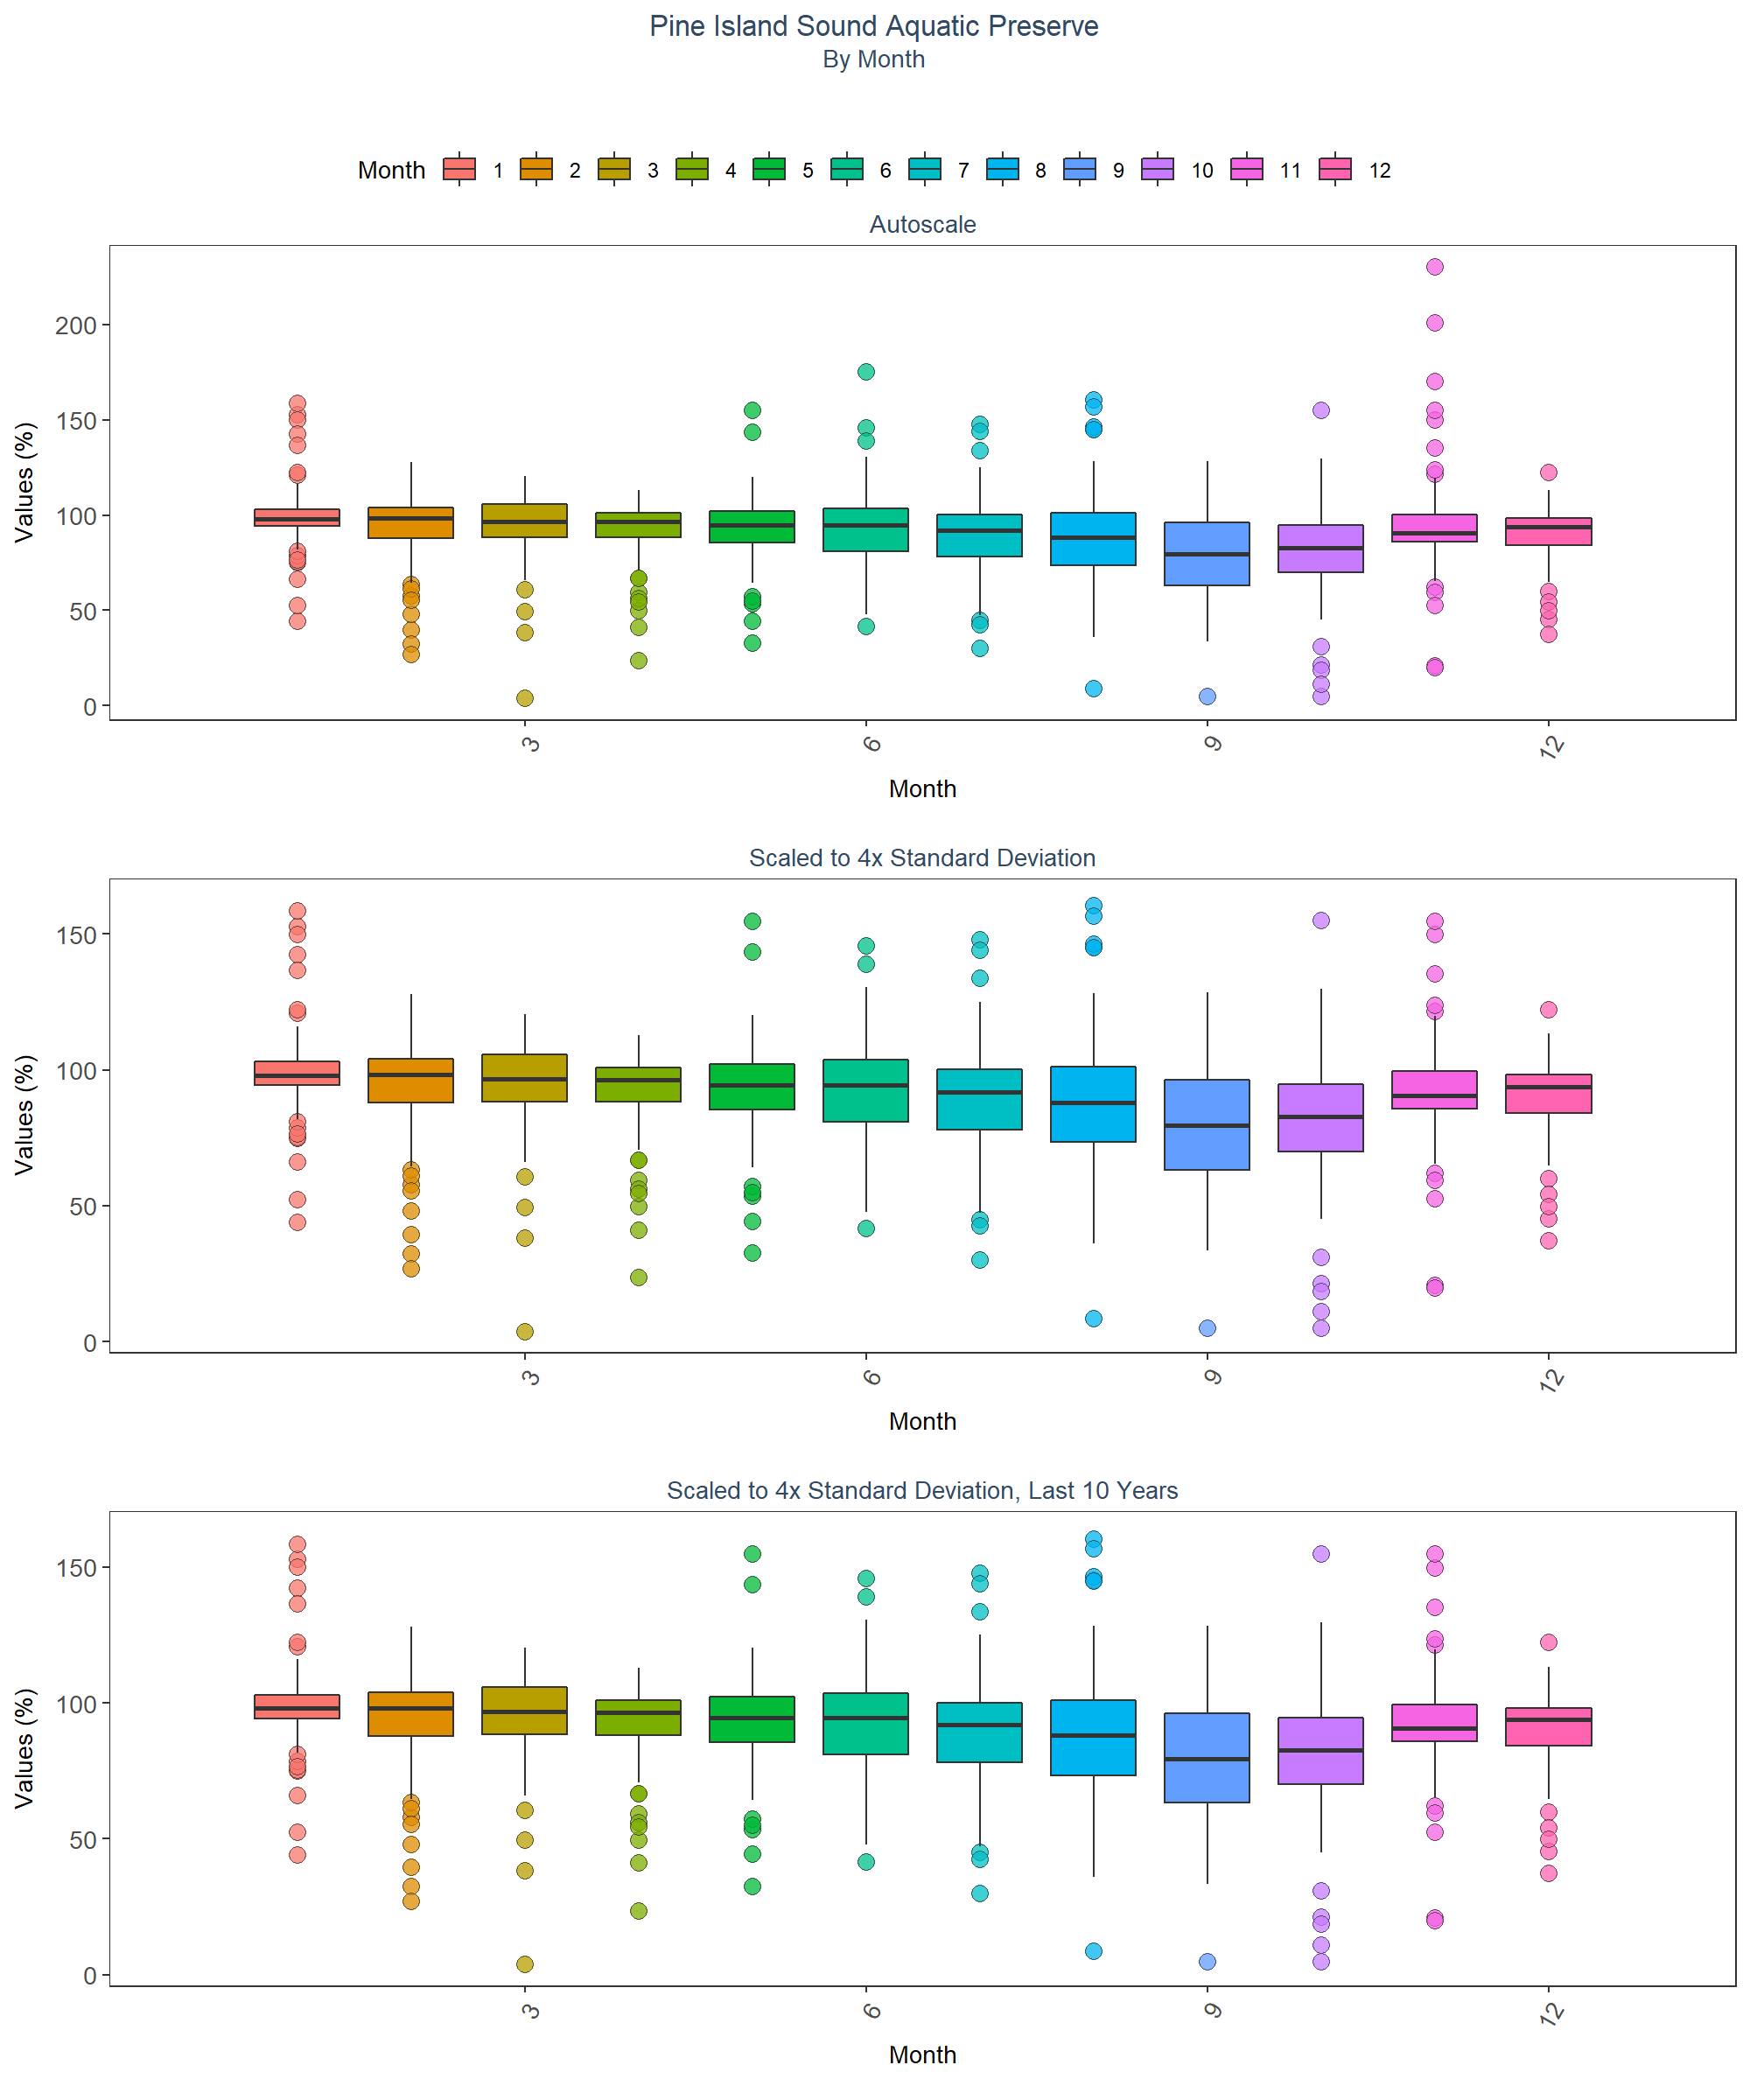 Pine Island Sound Aquatic Preserve
By Month
Month 1 2 3 4 5 6 7 8 9 10 11 12
Autoscale
Values (%)
200
150
100
50
0
3 6 9 12
Month
Scaled to 4x Standard Deviation
Values (%)
150
100
50
0
3 6 9 12
Month
Scaled to 4x Standard Deviation, Last 10 Years
Values (%)
150
100
50
0
3 6 9 12
Month